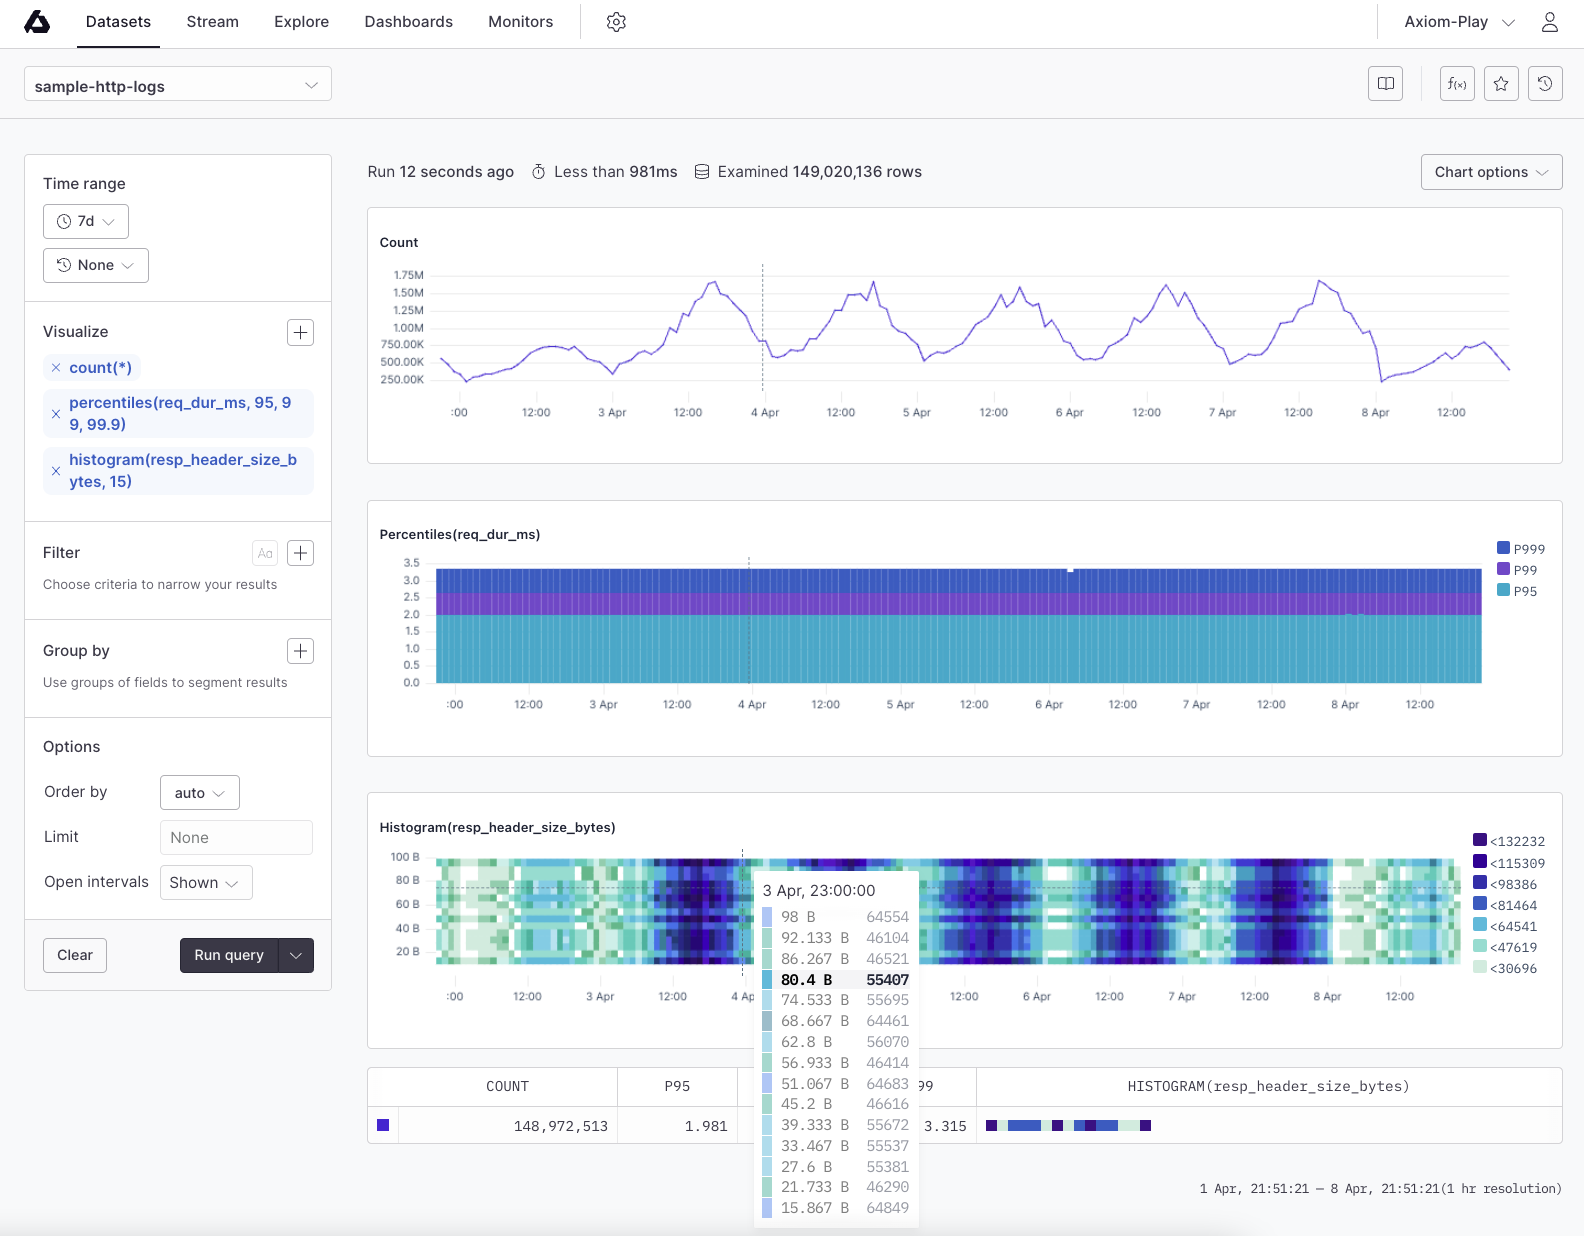 Datasets Stream Explore Dashboards Monitors Axiom-Play
sample-http-logs f(x)
Time range
7d
None
Visualize
count(*)
percentiles(req_dur_ms, 95, 9
9, 99.9)
histogram(resp_header_size_b
ytes, 15)
Filter Aa
Choose criteria to narrow your results
Group by
Use groups of fields to segment results
Options
Order by auto
Limit None
Open intervals Shown
Clear Run query
Run 12 seconds ago Less than 981ms Examined 149,020,136 rows Chart options
Count
1.75M
1.50M
1.25M
1.00M
750.00K
500.00K
250.00K
:00 12:00 3 Apr 12:00 4 Apr 12:00 5 Apr 12:00 6 Apr 12:00 7 Apr 12:00 8 Apr 12:00
Percentiles(req_dur_ms)
3.5
3.0
2.5
2.0
1.5
1.0
0.5
0.0
:00 12:00 3 Apr 12:00 4 Apr 12:00 5 Apr 12:00 6 Apr 12:00 7 Apr 12:00 8 Apr 12:00
P999
P99
P95
Histogram(resp_header_size_bytes)
100 B
80 B
60 B
40 B
20 B
:00 12:00 3 Apr 12:00 4 Ap 12:00 6 Apr 12:00 7 Apr 12:00 8 Apr 12:00
<132232
<115309
<98386
<81464
<64541
<47619
<30696
3 Apr, 23:00:00
98 B 64554
92.133 B 46104
86.267 B 46521
80.4 B 55407
74.533 B 55695
68.667 B 64461
62.8 B 56070
56.933 B 46414
51.067 B 64683
45.2 B 46616
39.333 B 55672
33.467 B 55537
27.6 B 55381
21.733 B 46290
15.867 B 64849
COUNT P95 99 HISTOGRAM(resp_header_size_bytes)
148,972,513 1.981 3.315
1 Apr, 21:51:21 — 8 Apr, 21:51:21(1 hr resolution)